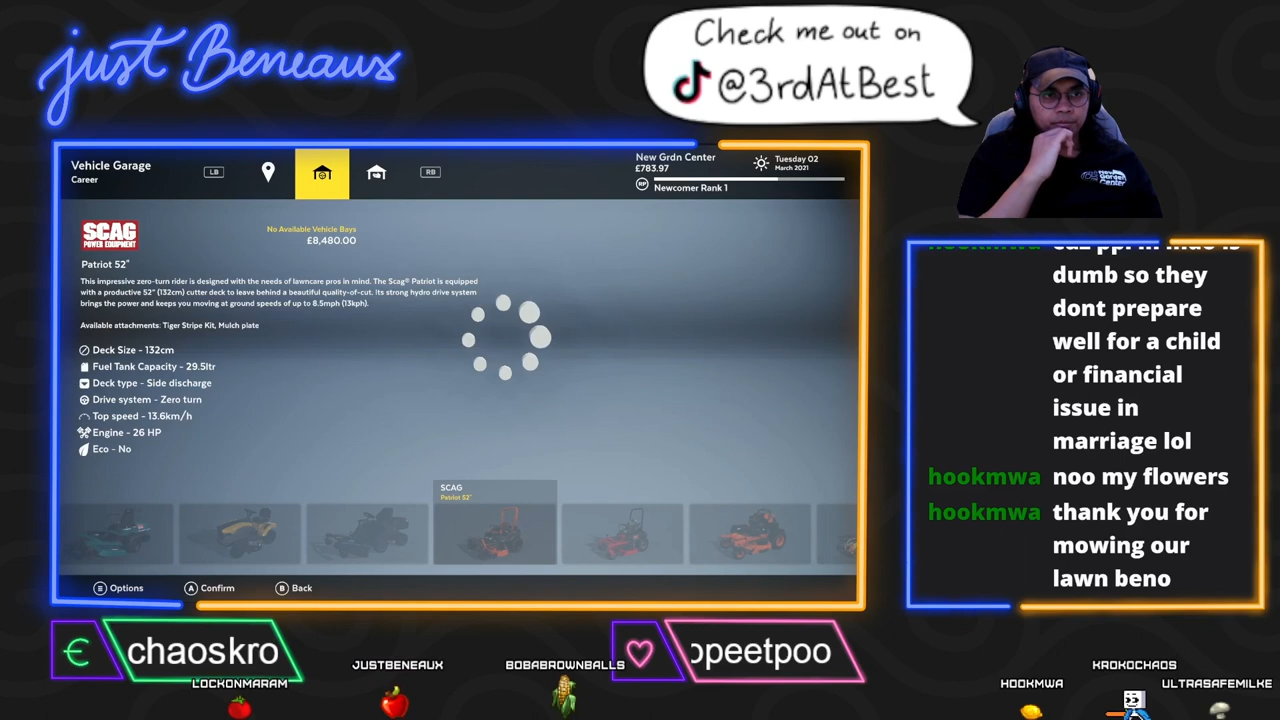 just Beneaux
Check me out on
@3rdAtBest
Vehicle Garage
Career
LB
RB
New Grdn Center
£783.97
RP Newcomer Rank 1
Tuesday 02
March 2021
SCAG
POWER EQUIPMENT
No Available Vehicle Bays
£8,480.00
Patriot 52"
This impressive zero-turn rider is designed with the needs of lawncare pros in mind. The Scag® Patriot is equipped
with a productive 52" (132cm) cutter deck to leave behind a beautiful quality-of-cut. Its strong hydro drive system
brings the power and keeps you moving at ground speeds of up to 8.5mph (13kph).
Available attachments: Tiger Stripe Kit, Mulch plate
Deck Size - 132cm
Fuel Tank Capacity - 29.5ltr
Deck type - Side discharge
Drive system - Zero turn
Top speed - 13.6km/h
Engine - 26 HP
Eco - No
SCAG
Patriot 52"
Options
A Confirm
B Back
dumb so they
dont prepare
well for a child
or financial
issue in
marriage lol
hookmwa noo my flowers
hookmwa thank you for
mowing our
lawn beno
€ chaoskro
opeetpoo
LOCKONMARAM
JUSTBENEAUX
BOBABROWNBALLS
HOOKMWA
KROKOCHAOS
ULTRASAFEMILKE